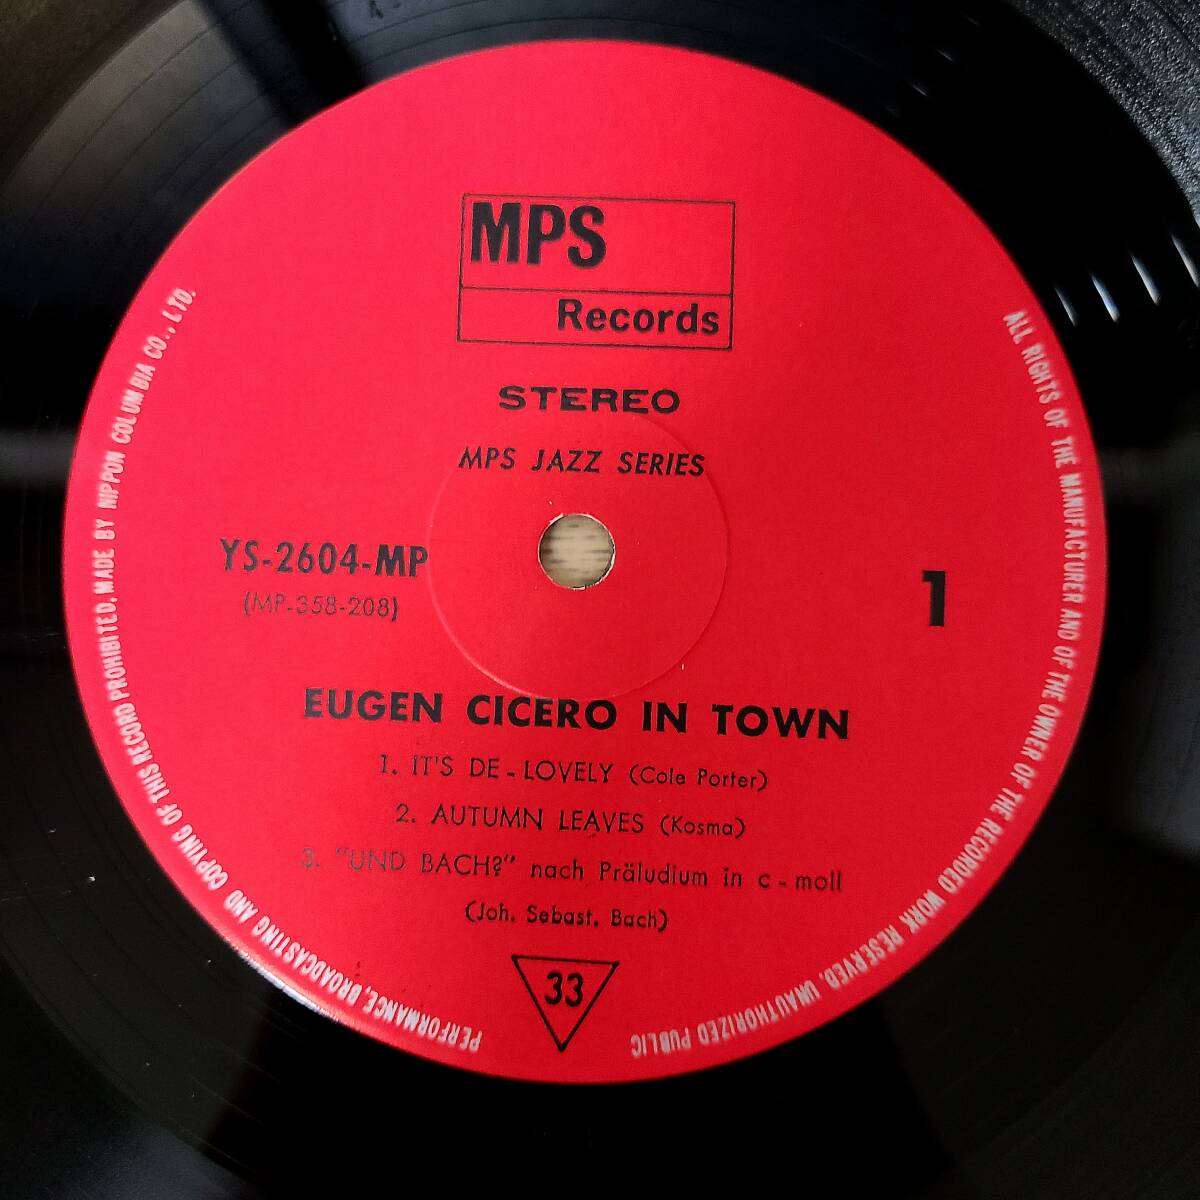 MPS
Records
STEREO
MPS JAZZ SERIES
YS-2604-MP
(MP-358-208)
1
EUGEN CICERO IN TOWN
1. IT'S DE-LOVELY (Cole Porter)
2. AUTUMN LEAVES (Kosma)
3. "UND BACH?" nach Präludium in c-moll
(Joh. Sebast. Bach)
33
ALL RIGHTS OF THE MANUFACTURER AND OF THE OWNER OF THE RECORDED WORK RESERVED. UNAUTHORIZED PUBLIC PERFORMANCE, BROADCASTING AND COPYING OF THIS RECORD PROHIBITED, MADE BY NIPPON COLUMBIA CO., LTD.